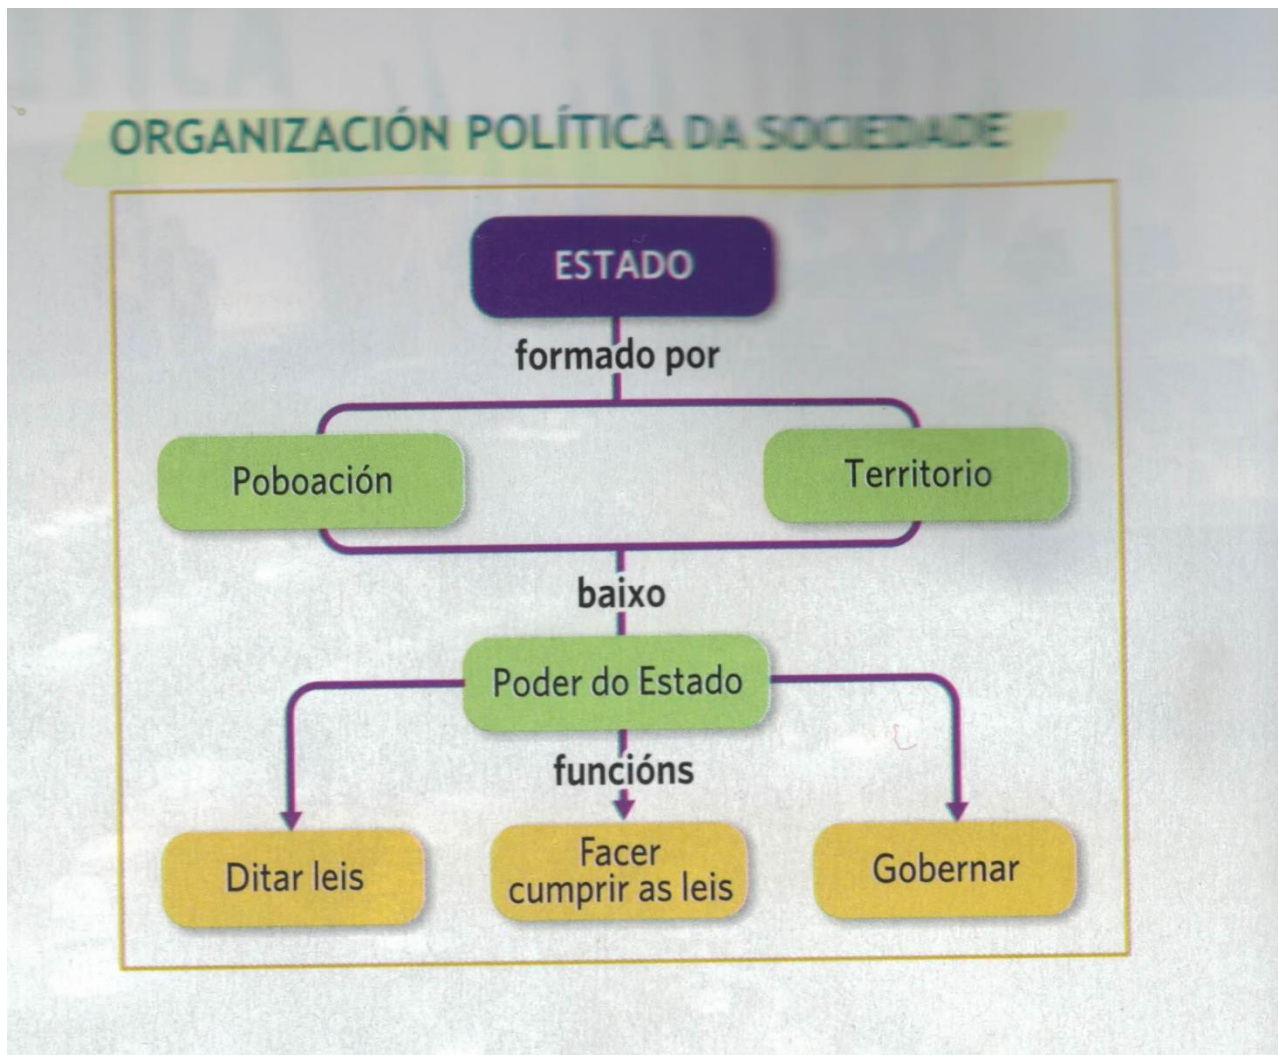 ORGANIZACIÓN POLÍTICA DA SOCIEDADE
ESTADO
formado por
Poboación
Territorio
baixo
Poder do Estado
funcións
Ditar leis
Facer
cumprir as leis
Gobernar